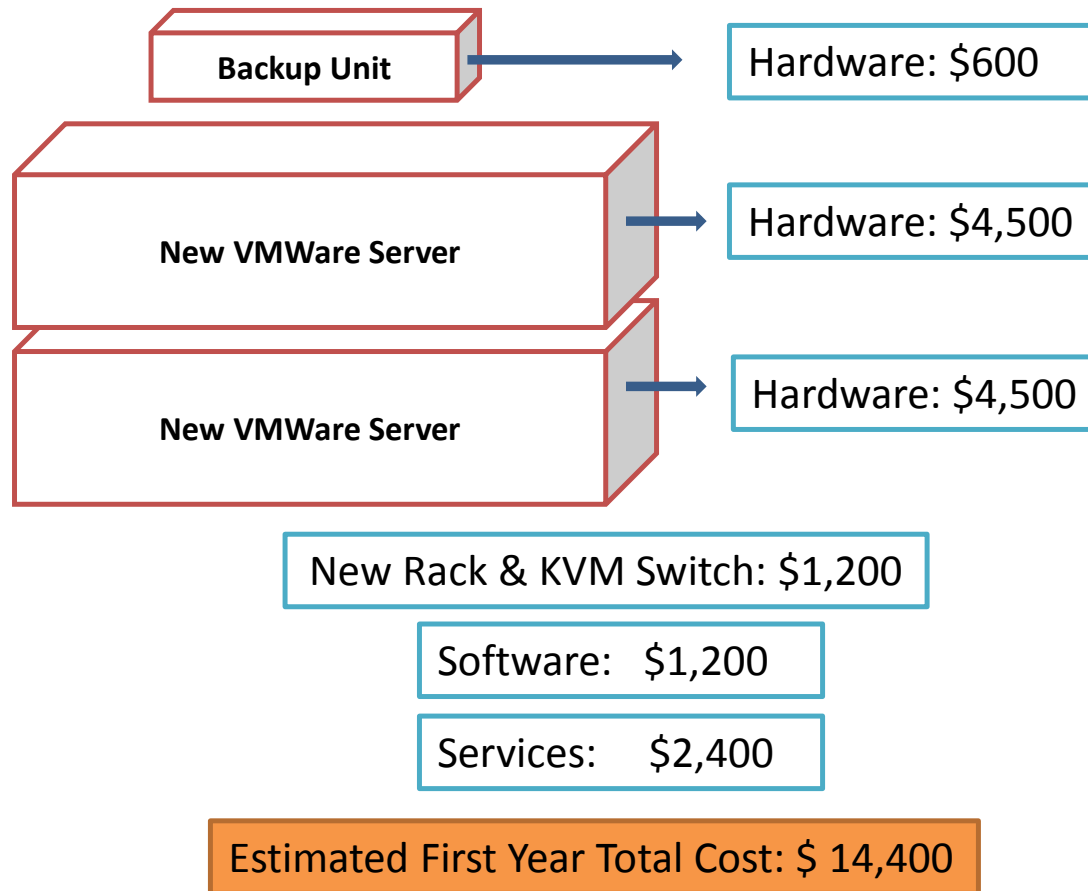 Backup Unit
Hardware: $600
New VMWare Server
Hardware: $4,500
New VMWare Server
Hardware: $4,500
New Rack & KVM Switch: $1,200
Software: $1,200
Services: $2,400
Estimated First Year Total Cost: $ 14,400